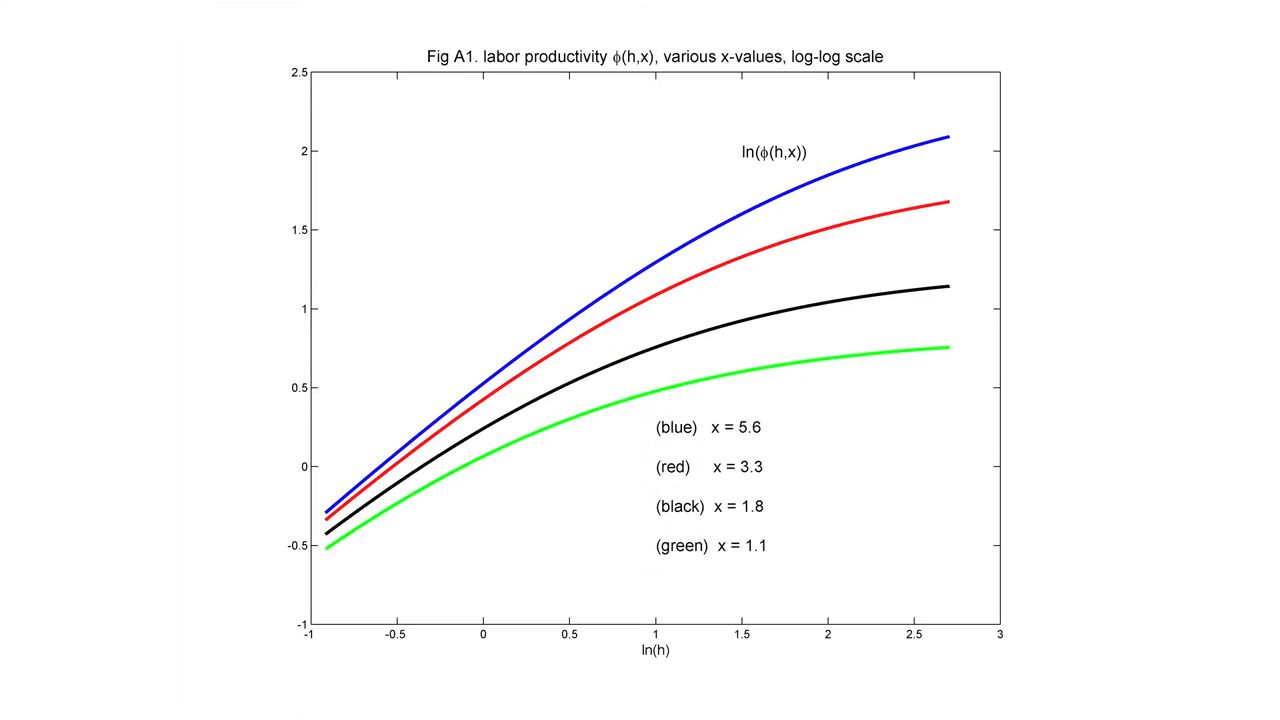 Fig A1. labor productivity ϕ(h,x), various x-values, log-log scale
2.5
2
1.5
1
0.5
0
-0.5
-1
ln(ϕ(h,x))
(blue) x = 5.6
(red) x = 3.3
(black) x = 1.8
(green) x = 1.1
-1 -0.5 0 0.5 1 1.5 2 2.5 3
ln(h)